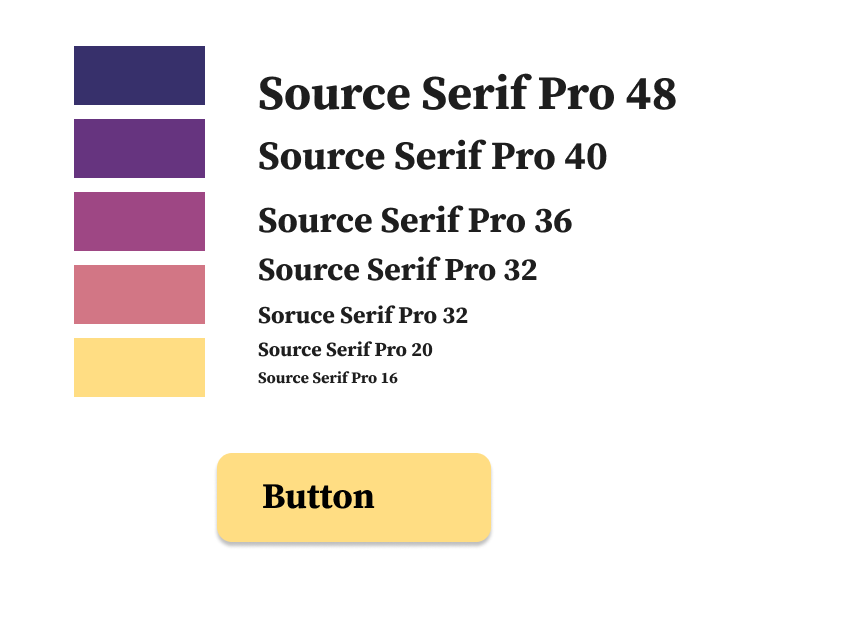 Source Serif Pro 48
Source Serif Pro 40
Source Serif Pro 36
Source Serif Pro 32
Soruce Serif Pro 32
Source Serif Pro 20
Source Serif Pro 16
Button